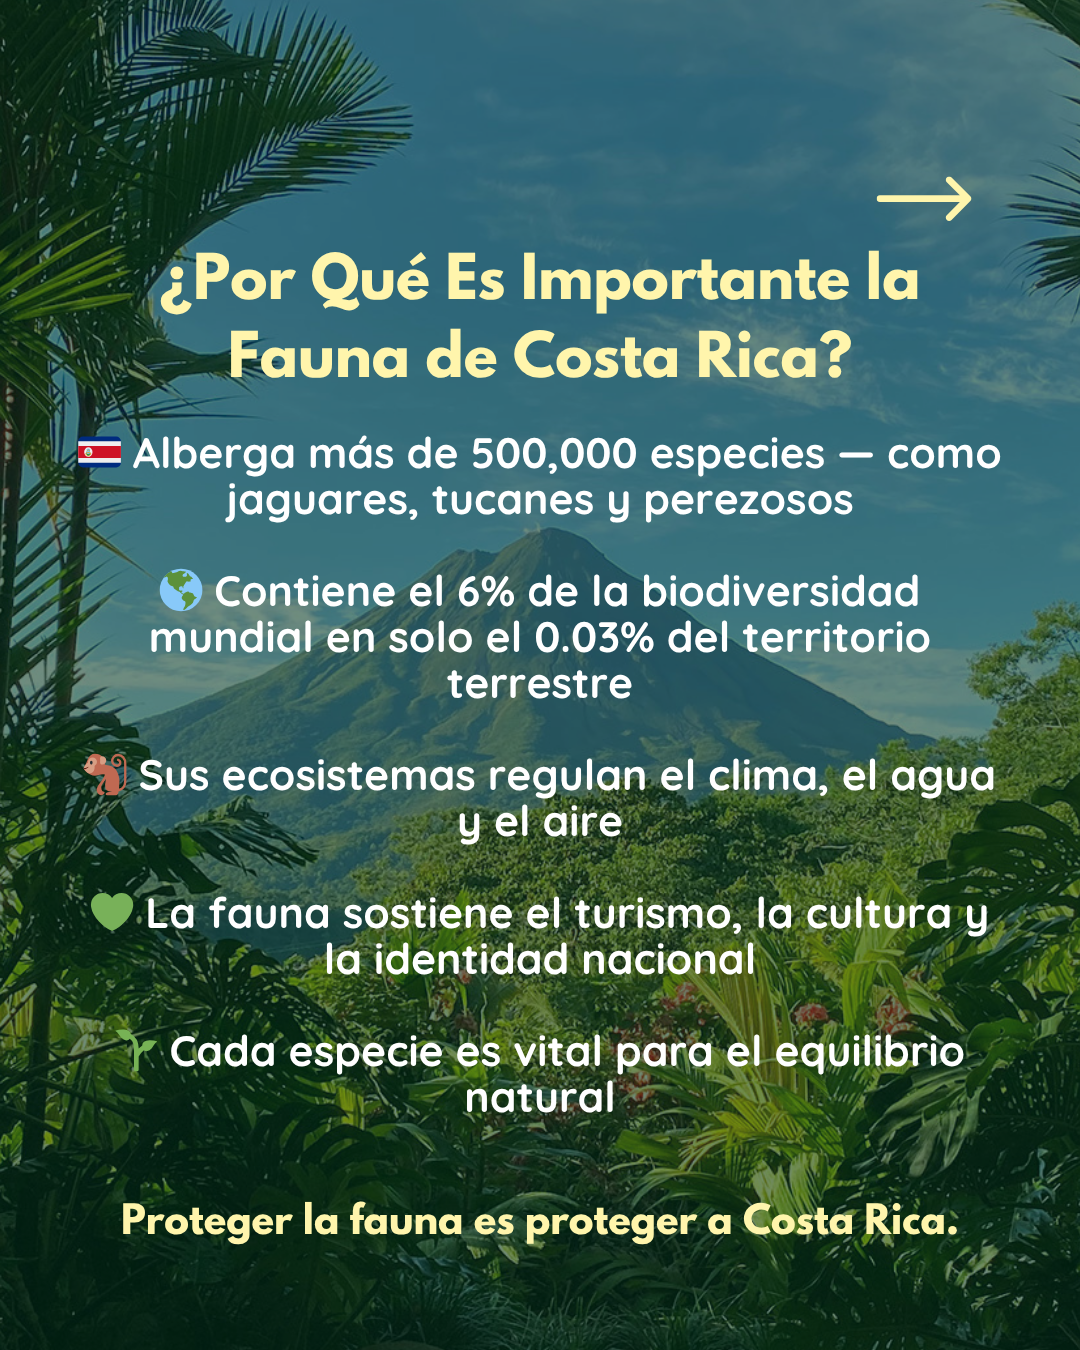 ¿Por Qué Es Importante la
Fauna de Costa Rica?
🇨🇷 Alberga más de 500,000 especies — como
jaguares, tucanes y perezosos
🌎 Contiene el 6% de la biodiversidad
mundial en solo el 0.03% del territorio
terrestre
🐒 Sus ecosistemas regulan el clima, el agua
y el aire
💚 La fauna sostiene el turismo, la cultura y
la identidad nacional
🌱 Cada especie es vital para el equilibrio
natural
Proteger la fauna es proteger a Costa Rica.